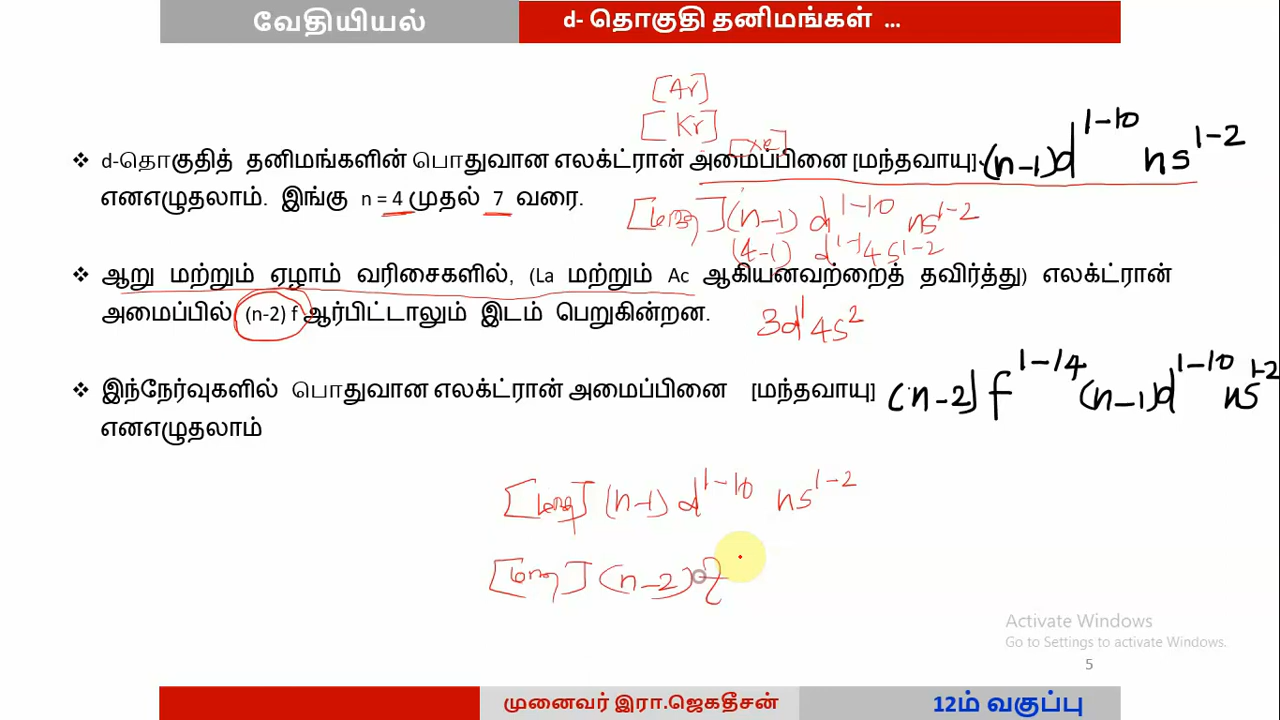 வேதியியல்
d- தொகுதி தனிமங்கள் ...
[Ar]
[Kr]
[Xe]
❖ d-தொகுதித் தனிமங்களின் பொதுவான எலக்ட்ரான் அமைப்பினை [மந்தவாயு] (n-1)d¹⁻¹⁰ ns¹⁻²
எனஎழுதலாம். இங்கு n = 4 முதல் 7 வரை.
[மந்த] (n-1) d¹⁻¹⁰ ns¹⁻²
❖ ஆறு மற்றும் ஏழாம் வரிசைகளில், (La மற்றும் Ac ஆகியனவற்றைத் தவிர்த்து) எலக்ட்ரான்
(4-1) 4s¹⁻²
அமைப்பில் (n-2) f ஆர்பிட்டாலும் இடம் பெறுகின்றன.
3d¹ 4s²
❖ இந்நேர்வுகளில் பொதுவான எலக்ட்ரான் அமைப்பினை [மந்தவாயு] (n-2) f¹⁻¹⁴ (n-1)d¹⁻¹⁰ ns¹⁻²
எனஎழுதலாம்
[மந்த] (n-1) d¹⁻¹⁰ ns¹⁻²
[மந்த] (n-2) f
Activate Windows
Go to Settings to activate Windows.
5
முனைவர் இரா.ஜெகதீசன்
12ம் வகுப்பு